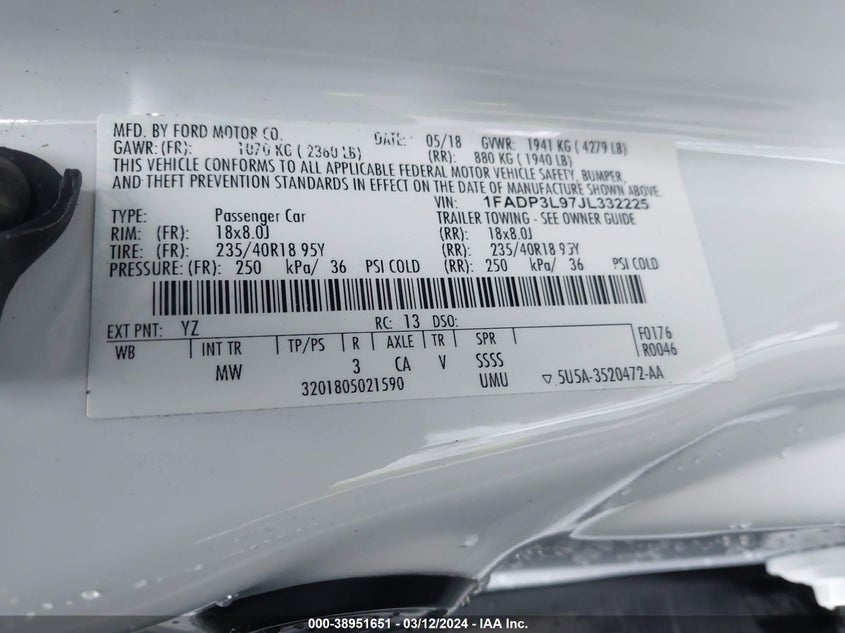 MFD. BY FORD MOTOR CO. DATE: 05/18 GVWR: 1941 KG ( 4279 LB)
GAWR: (FR): 1070 KG ( 2360 LB) (RR): 880 KG ( 1940 LB)
THIS VEHICLE CONFORMS TO ALL APPLICABLE FEDERAL MOTOR VEHICLE SAFETY, BUMPER,
AND THEFT PREVENTION STANDARDS IN EFFECT ON THE DATE OF MANUFACTURE SHOWN ABOVE.
VIN: 1FADP3L97JL332225
TYPE: Passenger Car TRAILER TOWING - SEE OWNER GUIDE
RIM: (FR): 18x8.0J (RR): 18x8.0J
TIRE: (FR): 235/40R18 95Y (RR): 235/40R18 95Y
PRESSURE: (FR): 250 kPa/ 36 PSI COLD (RR): 250 kPa/ 36 PSI COLD
EXT PNT: YZ RC: 13 DSO:
WB INT TR TP/PS R AXLE TR SPR F0176
MW 3 CA V SSSS R0046
3201805021590 UMU ▽ 5U5A-3520472-AA
000-38951651 - 03/12/2024 - IAA Inc.